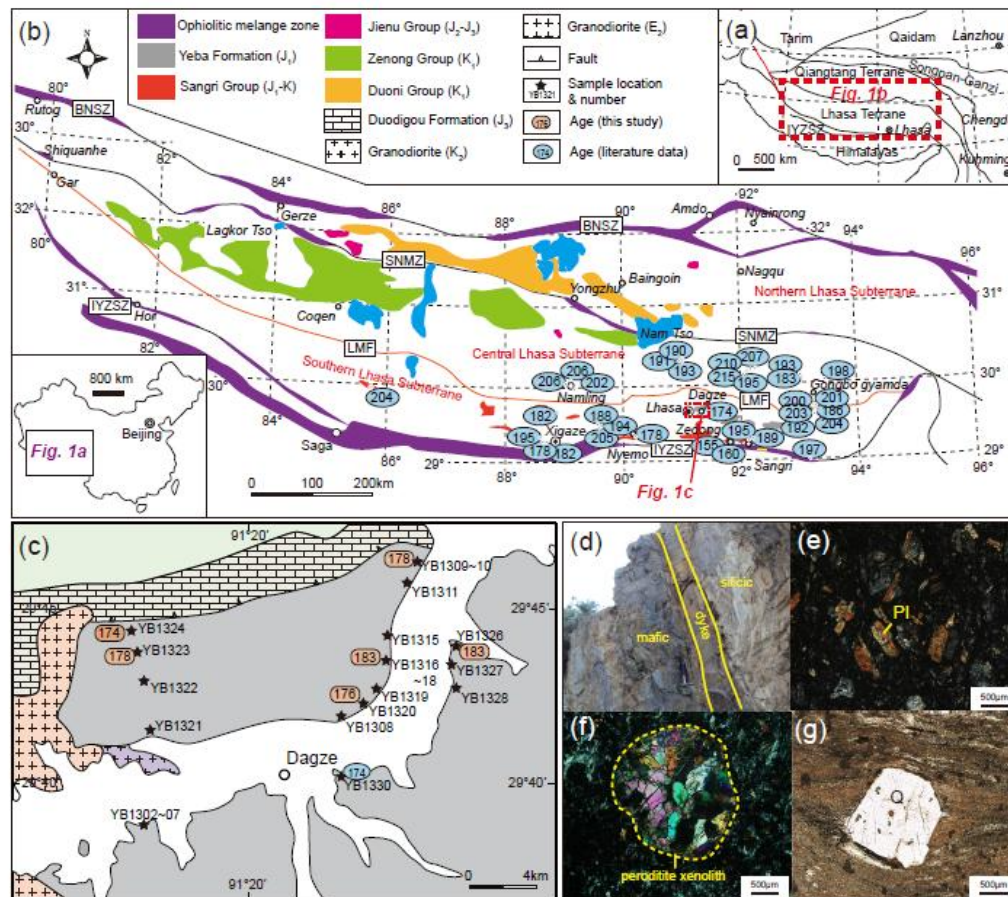 (b)
N
Ophiolitic melange zone
Yeba Formation (J₁)
Sangri Group (J₁-K)
Jienu Group (J₂-J₃)
Zenong Group (K₁)
Duoni Group (K₁)
Duodigou Formation (J₃)
Granodiorite (K₂)
Granodiorite (E₂)
Fault
YB1321
Sample location
& number
176
Age (this study)
174
Age (literature data)
(a)
Tarim
Qaidam
Lanzhou
Songpan-Ganzi
Qiangtang Terrane
Fig. 1b
Lhasa Terrane
Chengd
IYZSZ
Lhasa
Himalayas
Kunming
0 500 km
80°
Rutog
BNSZ
30°
Shiquanhe
82°
Gar
84°
86°
88°
90°
92°
Amdo
Nyainrong
32°
94°
96°
32°
Gerze
Lagkor Tso
BNSZ
80°
SNMZ
Nagqu
31°
Baingoin
Yongzhu
Northern Lhasa Subterrane
IYZSZ
Hor
Coqen
Nam Tso
SNMZ
82°
LMF
Central Lhasa Subterrane
Southern Lhasa Subterrane
190
191
193
210
207
193
215
195
183
198
206
206
202
Namling
Gongbo gyamda
30°
204
Dagze
LMF
200
201
186
Lhasa
174
203
204
182
188
194
192
84°
195
Xigaze
205
178
Zedong
195
189
Saga
178
182
Nyemo
IYZSZ
155
160
Sangri
197
86°
29°
88°
90°
92°
94°
29°
96°
Fig. 1c
0 100 200km
800 km
Beijing
Fig. 1a
(c)
91°20'
178
YB1309~10
YB1311
29°45'
29°45'
174
YB1324
178
YB1323
YB1315
YB1326
183
183
YB1316
~18
YB1327
YB1322
176
YB1319
YB1328
YB1320
YB1321
YB1308
Dagze
174
29°40'
YB1330
YB1302~07
91°20'
0 4km
(d)
silicic
dyke
mafic
(e)
Pl
500µm
(f)
peroditite xenolith
500µm
(g)
Q
500µm